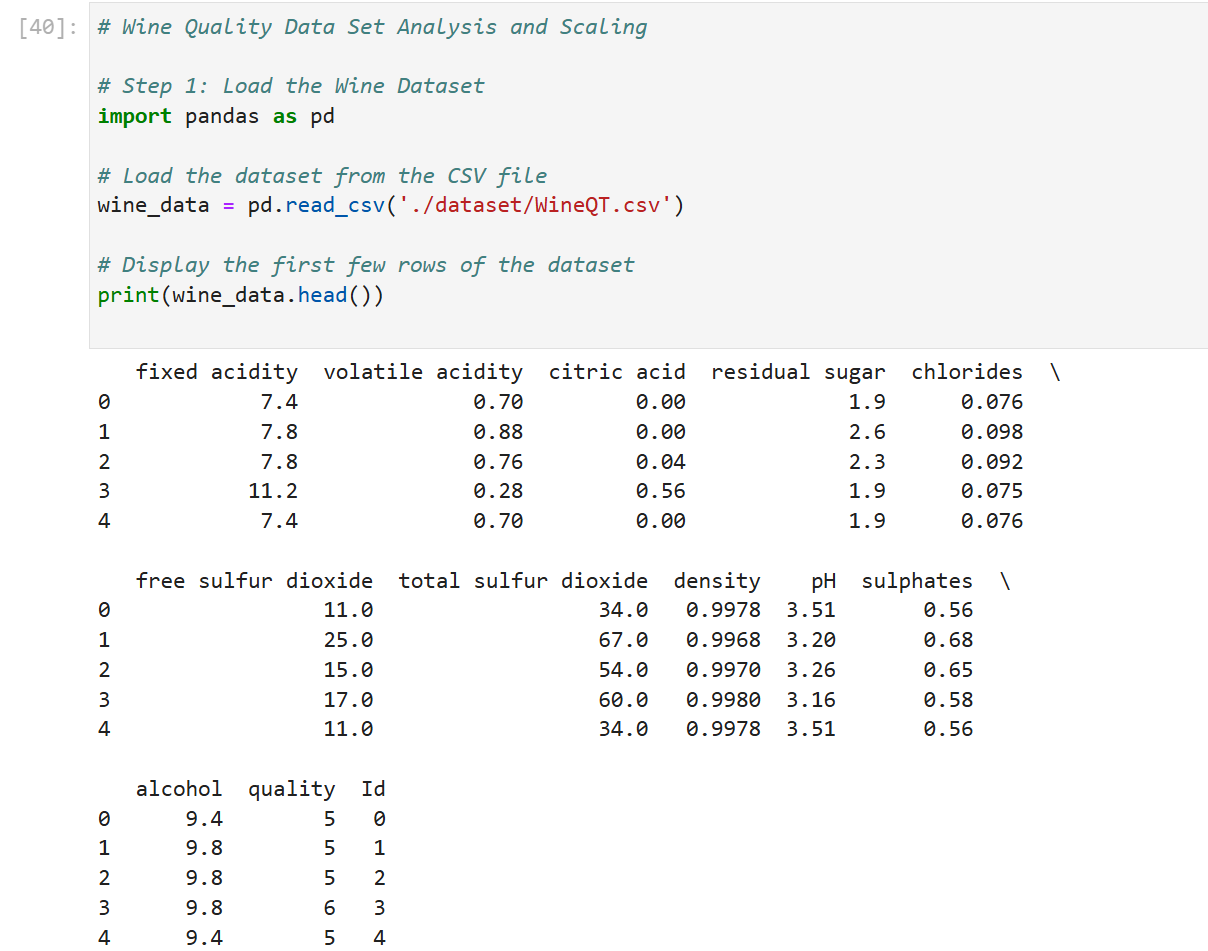 [40]: # Wine Quality Data Set Analysis and Scaling
# Step 1: Load the Wine Dataset
import pandas as pd
# Load the dataset from the CSV file
wine_data = pd.read_csv('./dataset/WineQT.csv')
# Display the first few rows of the dataset
print(wine_data.head())
   fixed acidity  volatile acidity  citric acid  residual sugar  chlorides  \
0            7.4              0.70         0.00             1.9      0.076
1            7.8              0.88         0.00             2.6      0.098
2            7.8              0.76         0.04             2.3      0.092
3           11.2              0.28         0.56             1.9      0.075
4            7.4              0.70         0.00             1.9      0.076
   free sulfur dioxide  total sulfur dioxide  density    pH  sulphates  \
0                 11.0                  34.0   0.9978  3.51       0.56
1                 25.0                  67.0   0.9968  3.20       0.68
2                 15.0                  54.0   0.9970  3.26       0.65
3                 17.0                  60.0   0.9980  3.16       0.58
4                 11.0                  34.0   0.9978  3.51       0.56
   alcohol  quality  Id
0      9.4        5   0
1      9.8        5   1
2      9.8        5   2
3      9.8        6   3
4      9.4        5   4